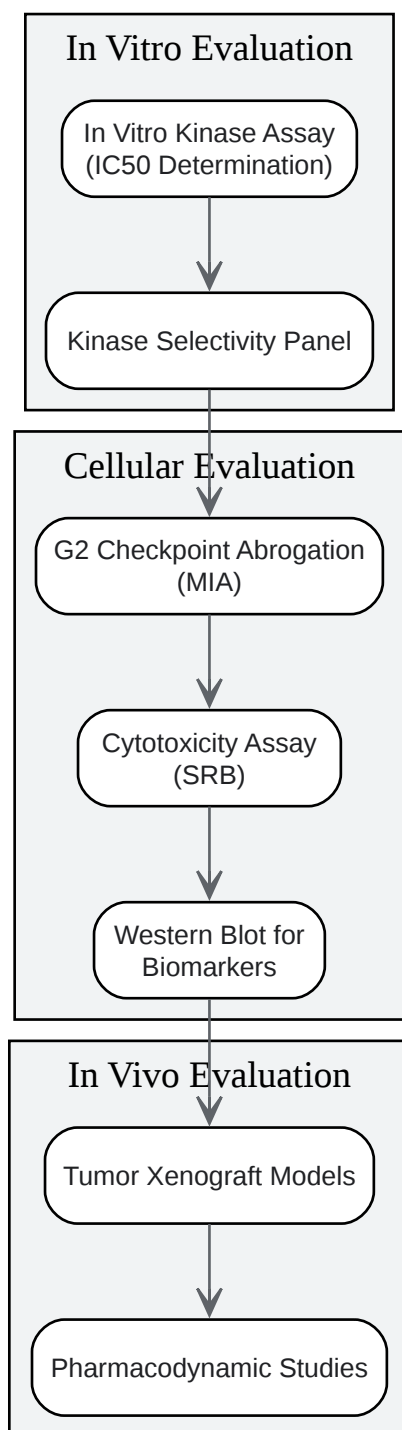 In Vitro Evaluation
In Vitro Kinase Assay
(IC50 Determination)
Kinase Selectivity Panel
Cellular Evaluation
G2 Checkpoint Abrogation
(MIA)
Cytotoxicity Assay
(SRB)
Western Blot for
Biomarkers
In Vivo Evaluation
Tumor Xenograft Models
Pharmacodynamic Studies